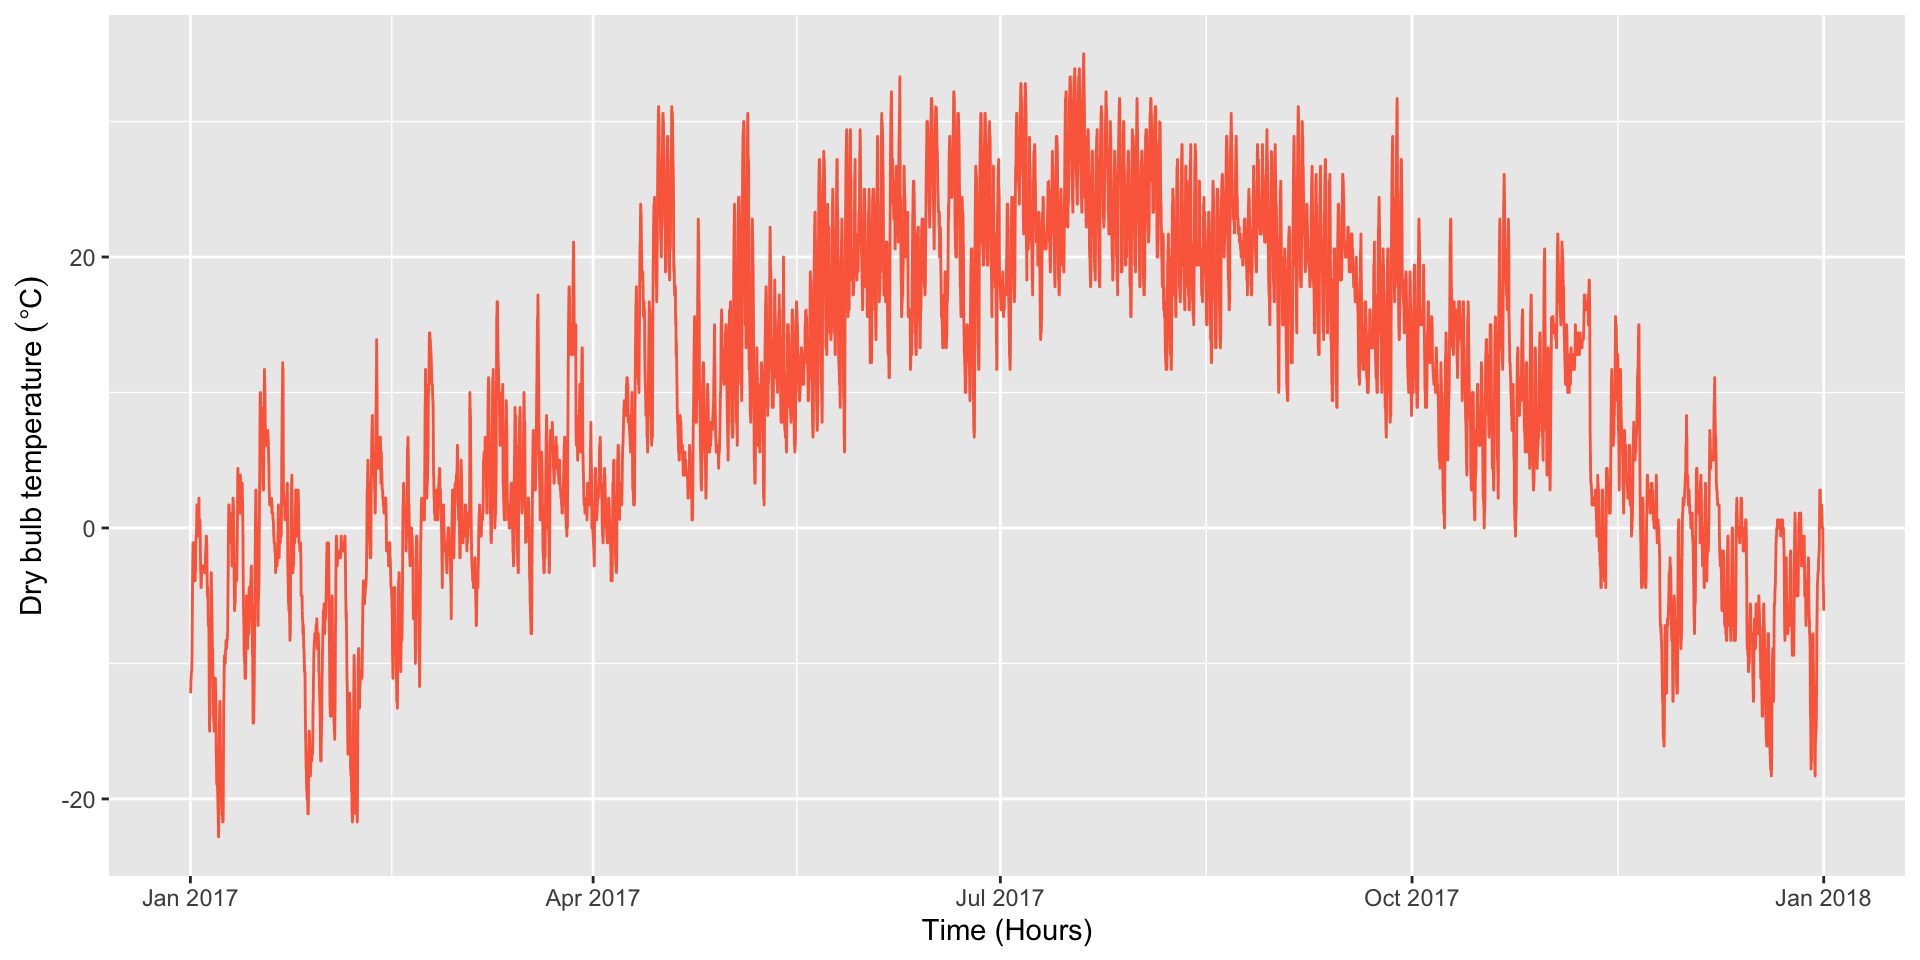 Dry bulb temperature (°C)
20
0
-20
Jan 2017
Apr 2017
Jul 2017
Oct 2017
Jan 2018
Time (Hours)